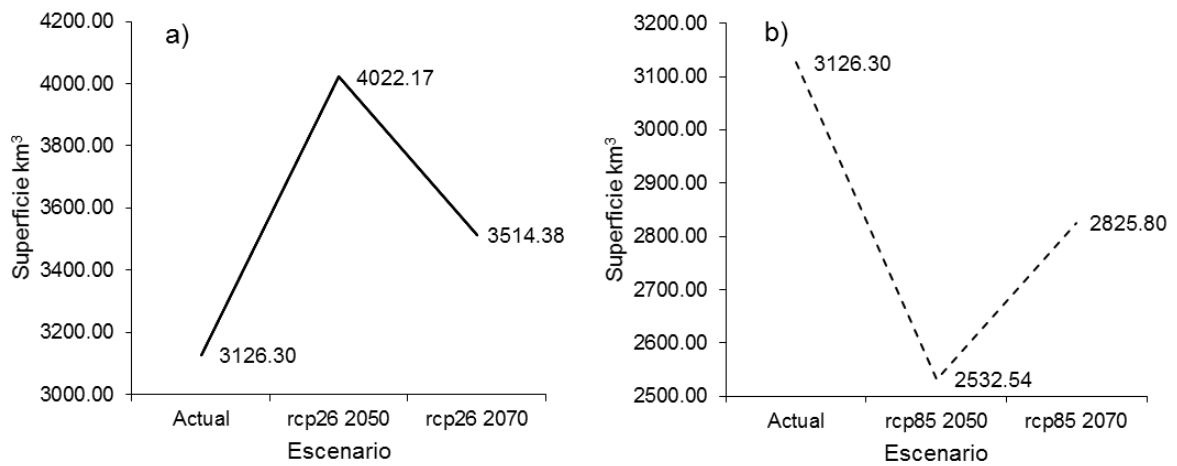 a)
Superficie km³
4200.00
4000.00
3800.00
3600.00
3400.00
3200.00
3000.00
4022.17
3514.38
3126.30
Actual
rcp26 2050
rcp26 2070
Escenario
b)
Superficie km³
3200.00
3100.00
3000.00
2900.00
2800.00
2700.00
2600.00
2500.00
3126.30
2825.80
2532.54
Actual
rcp85 2050
rcp85 2070
Escenario